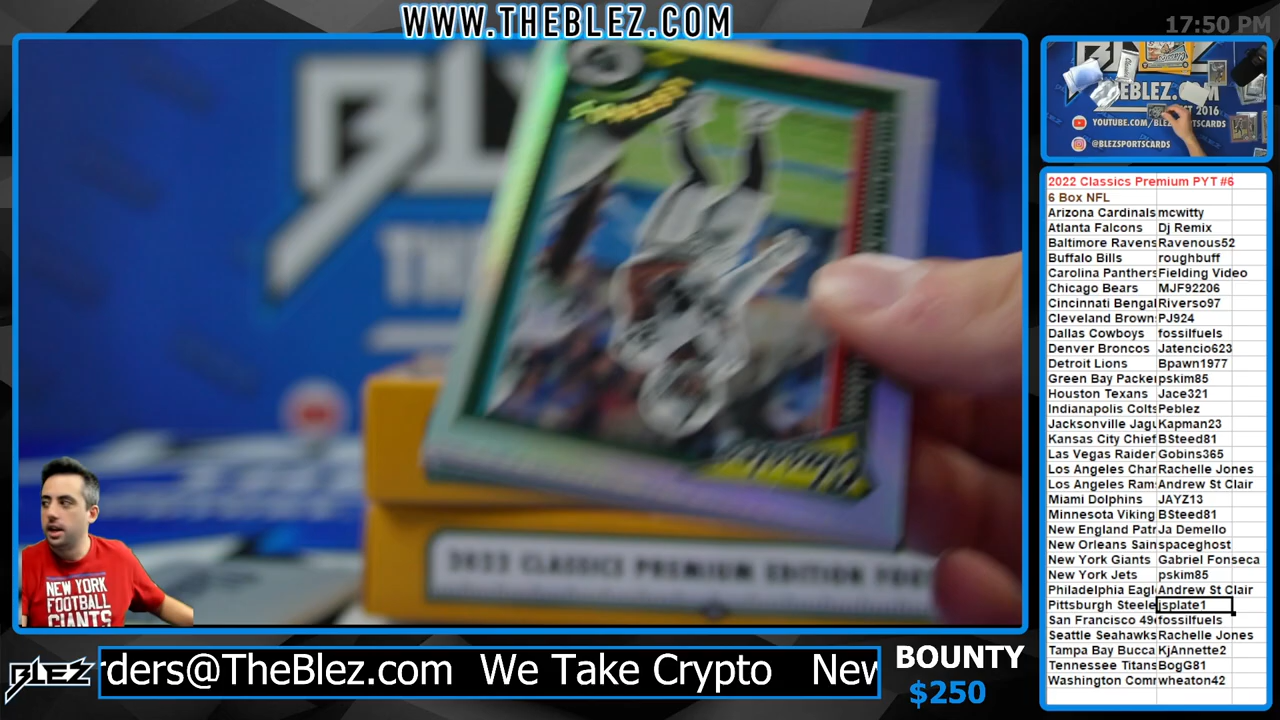 WWW.THEBLEZ.COM
17:50 PM
THEBLEZ.COM
YOUTUBE.COM/BLEZSPORTSCARDS
@BLEZSPORTSCARDS
2022 Classics Premium PYT #6
6 Box NFL
Arizona Cardinals mcwitty
Atlanta Falcons Dj Remix
Baltimore Ravens Ravenous52
Buffalo Bills roughbuff
Carolina Panthers Fielding Video
Chicago Bears MJF92206
Cincinnati Bengal Riverso97
Cleveland Brown PJ924
Dallas Cowboys fossilfuels
Denver Broncos Jatencio623
Detroit Lions Bpawn1977
Green Bay Packer pskim85
Houston Texans Jace321
Indianapolis Colts Peblez
Jacksonville Jagu Kapman23
Kansas City Chief BSteed81
Las Vegas Raider Gobins365
Los Angeles Char Rachelle Jones
Los Angeles Ram Andrew St Clair
Miami Dolphins JAYZ13
Minnesota Viking BSteed81
New England Patr Ja Demello
New Orleans Sain spaceghost
New York Giants Gabriel Fonseca
New York Jets pskim85
Philadelphia Eagl Andrew St Clair
Pittsburgh Steele jsplate1
San Francisco 49 fossilfuels
Seattle Seahawks Rachelle Jones
Tampa Bay Bucca KjAnnette2
Tennessee Titans BogG81
Washington Com wheaton42
2022 CLASSICS PREMIUM EDITION FOOT
NEW YORK
FOOTBALL
GIANTS
BLEZ
rders@TheBlez.com We Take Crypto New
BOUNTY
$250